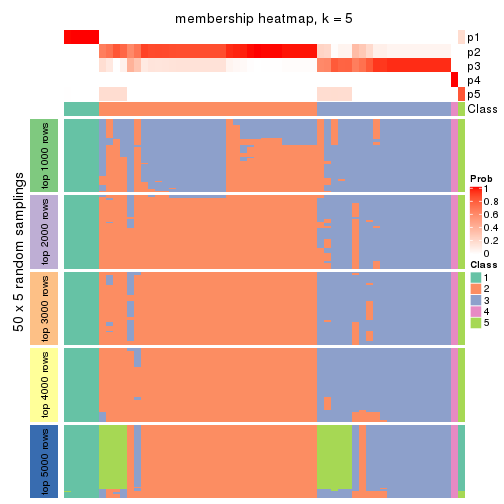 membership heatmap, k = 5
p1
p2
p3
p4
p5
Class
50 x 5 random samplings
top 1000 rows
top 2000 rows
top 3000 rows
top 4000 rows
top 5000 rows
Prob
1
0.8
0.6
0.4
0.2
0
Class
1
2
3
4
5